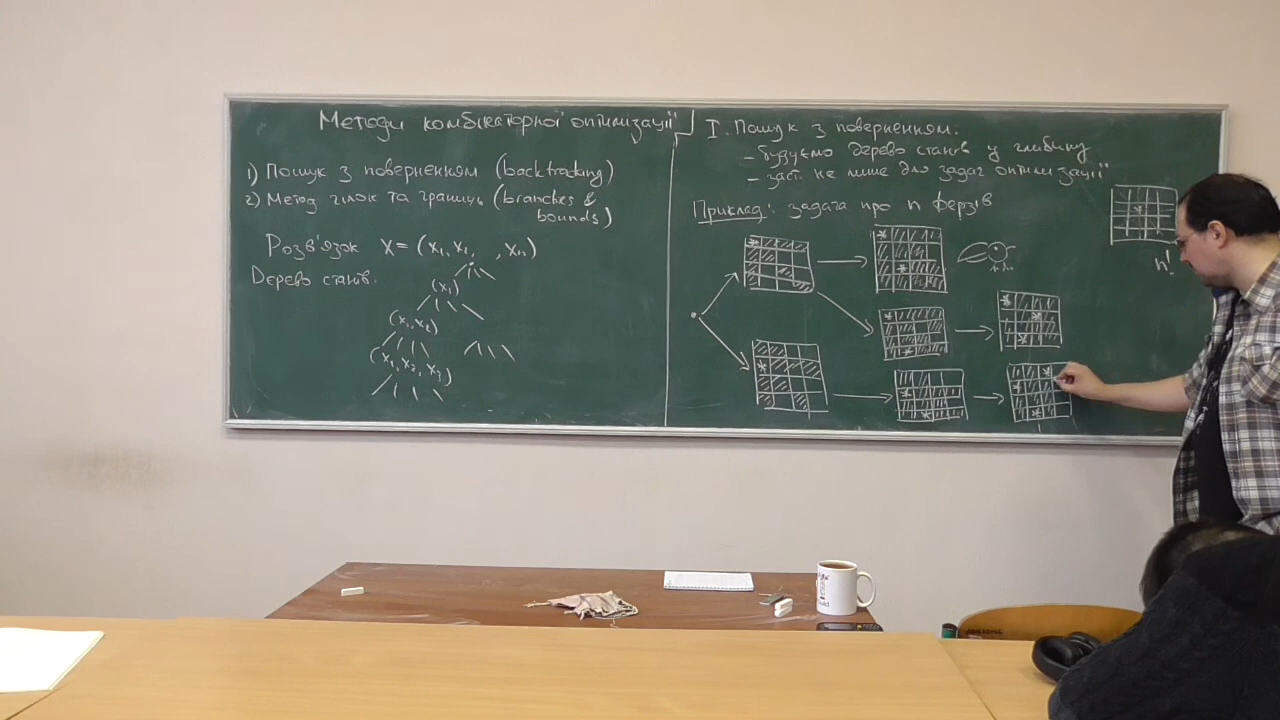 Методи комбінаторної оптимізації
1) Пошук з поверненням (backtracking)
2) Метод гілок та границь (branches &
bounds)
Розв'язок X = (x₁, x₂, , xₙ)
Дерево станів.
(x₁)
(x₁, x₂)
(x₁, x₂, x₃)
I. Пошук з поверненням.
- будуємо дерево станів у глибину
- заст. не лише для задач оптимізації
Приклад: задача про n ферзів
n!